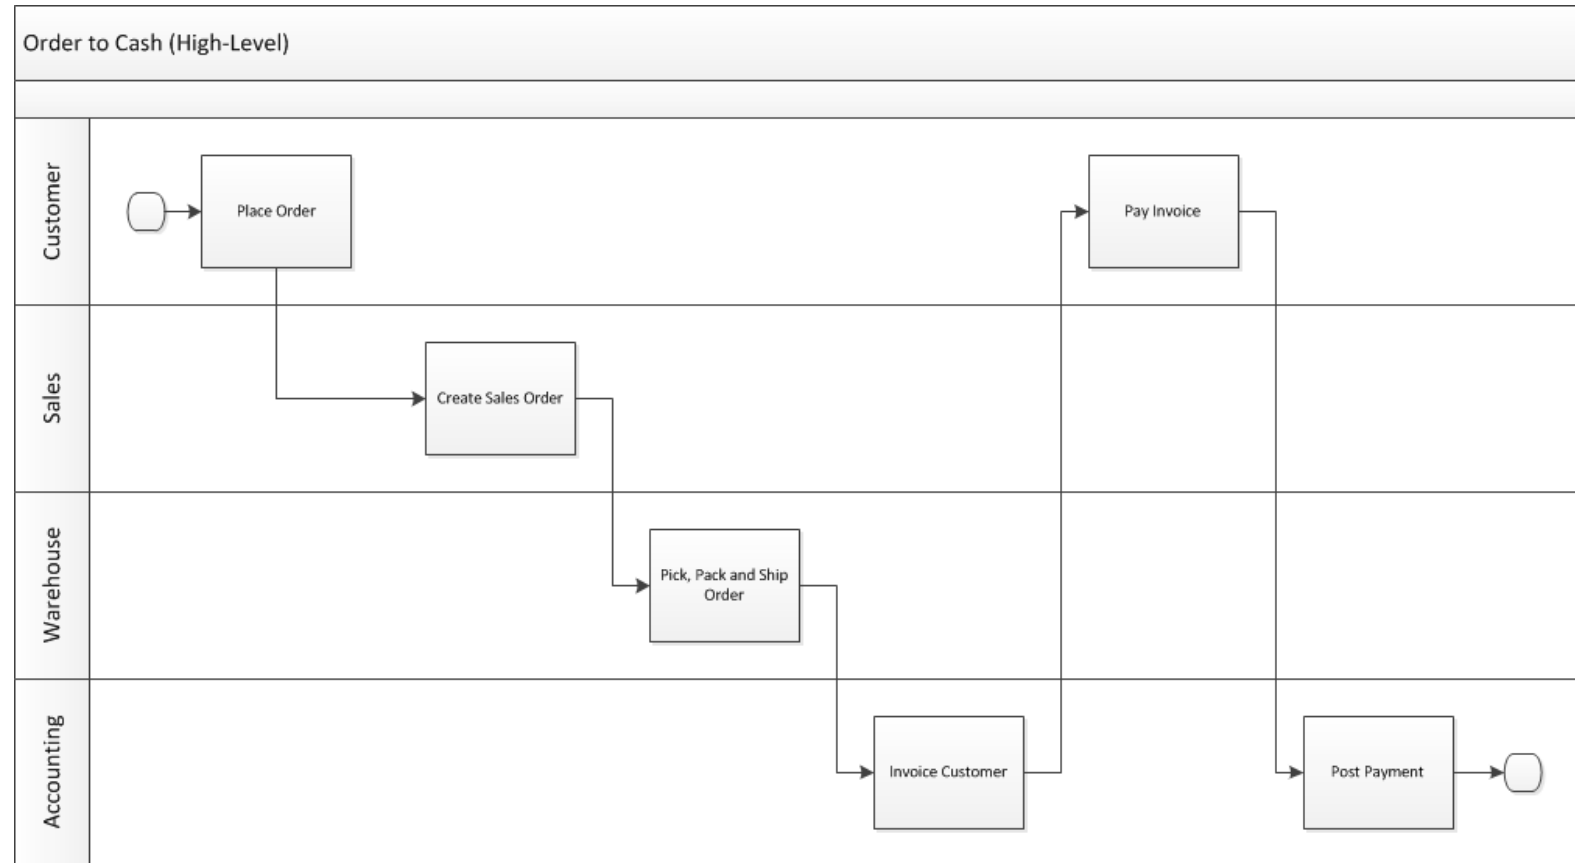 Order to Cash (High-Level)
Customer
Place Order
Pay Invoice
Sales
Create Sales Order
Warehouse
Pick, Pack and Ship
Order
Accounting
Invoice Customer
Post Payment